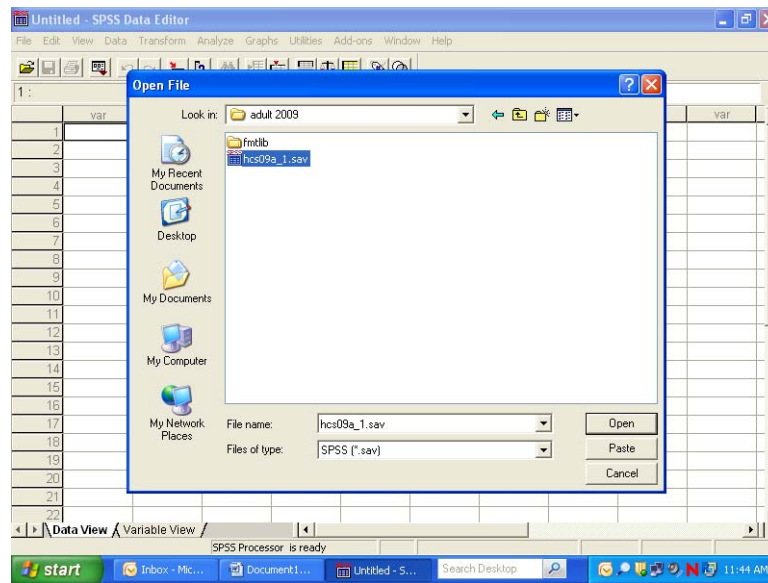 Untitled - SPSS Data Editor
File Edit View Data Transform Analyze Graphs Utilities Add-ons Window Help
1 :
Open File
Look in: adult 2009
var
var
fmtlib
hcs09a_1.sav
My Recent
Documents
Desktop
My Documents
My Computer
My Network
Places
File name: hcs09a_1.sav Open
Files of type: SPSS (*.sav) Paste
Cancel
1
2
3
4
5
6
7
8
9
10
11
12
13
14
15
16
17
18
19
20
21
22
Data View Variable View
SPSS Processor is ready
start Inbox - Mic... Document1... Untitled - S... Search Desktop N 11:44 AM